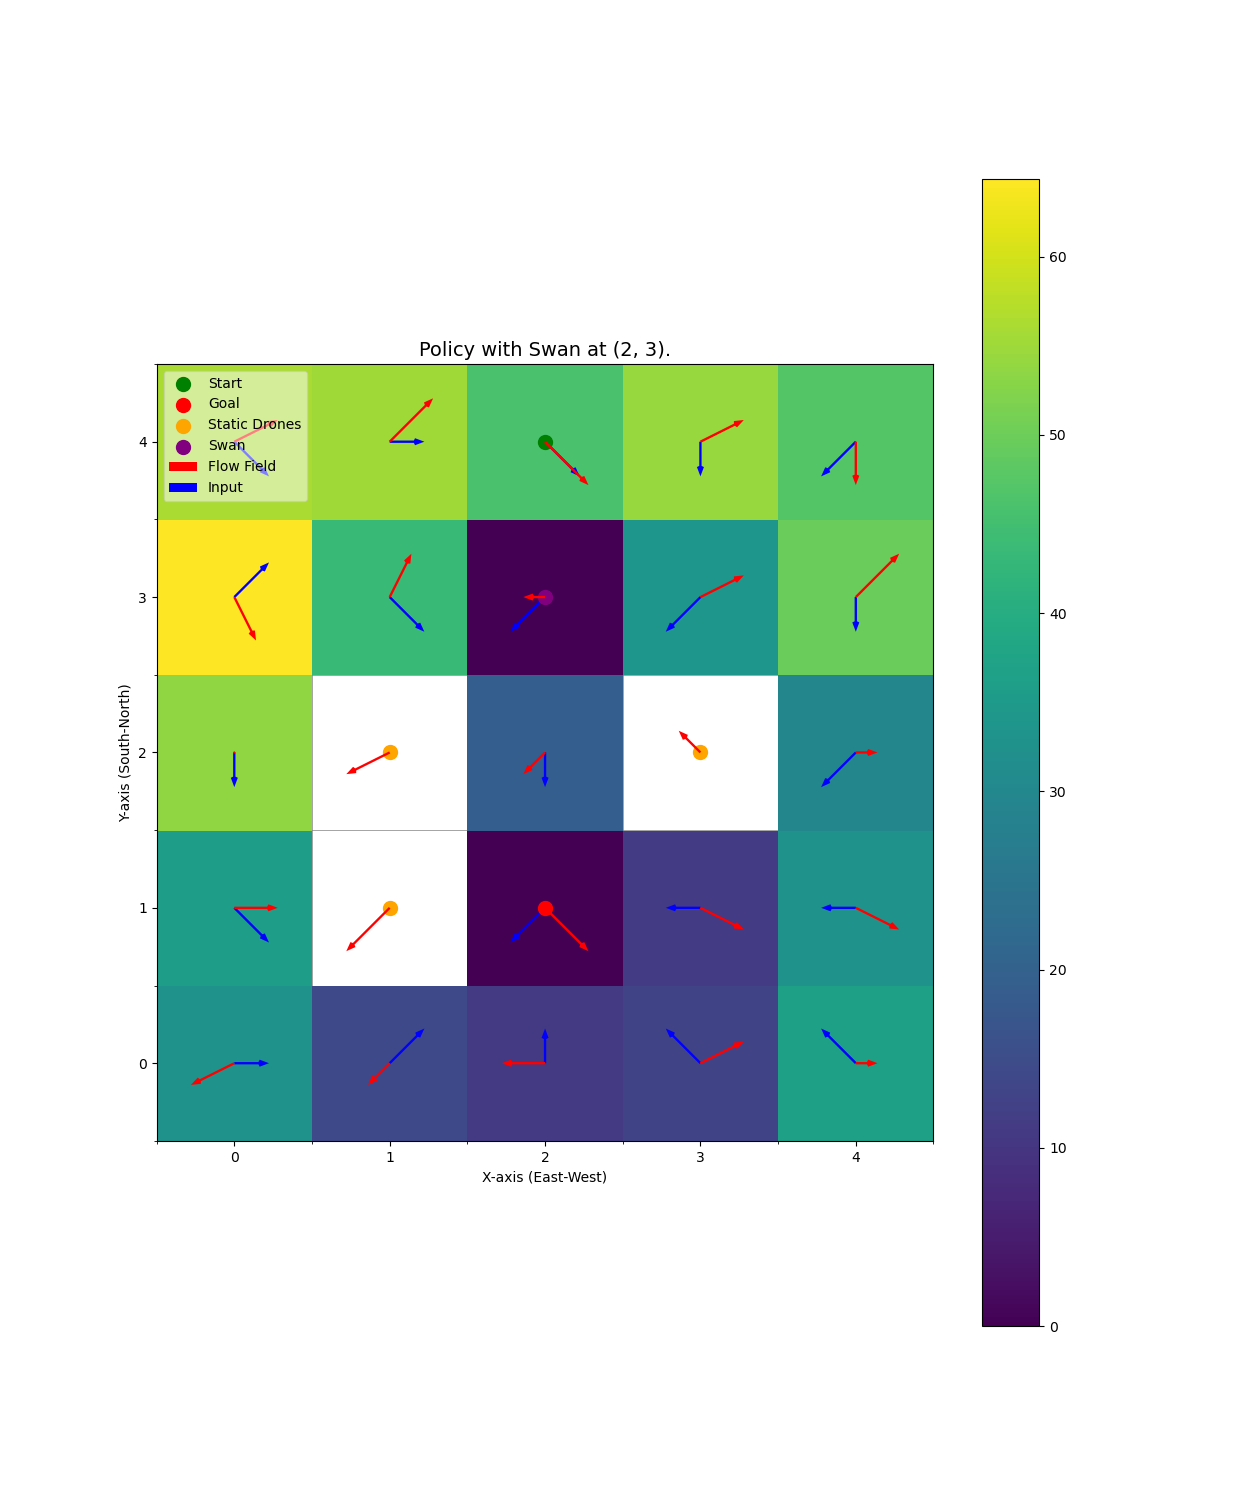 Policy with Swan at (2, 3).
Start
Goal
Static Drones
Swan
Flow Field
Input
4
3
2
1
0
Y-axis (South-North)
0 1 2 3 4
X-axis (East-West)
60
50
40
30
20
10
0